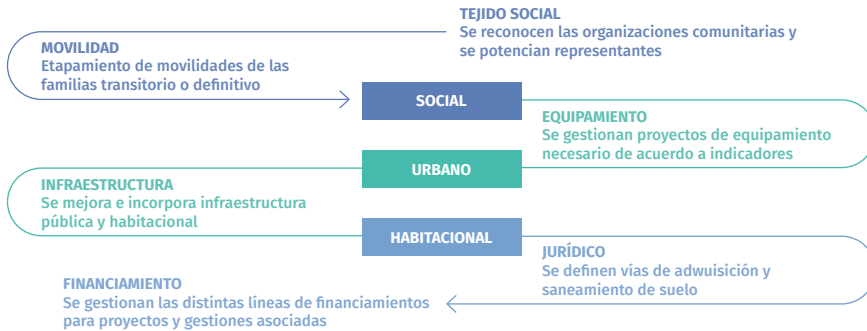 TEJIDO SOCIAL
Se reconocen las organizaciones comunitarias y
se potencian representantes
MOVILIDAD
Etapamiento de movilidades de las
familias transitorio o definitivo
SOCIAL
EQUIPAMIENTO
Se gestionan proyectos de equipamiento
necesario de acuerdo a indicadores
URBANO
INFRAESTRUCTURA
Se mejora e incorpora infraestructura
pública y habitacional
HABITACIONAL
JURÍDICO
Se definen vías de adwuisición y
saneamiento de suelo
FINANCIAMIENTO
Se gestionan las distintas líneas de financiamientos
para proyectos y gestiones asociadas